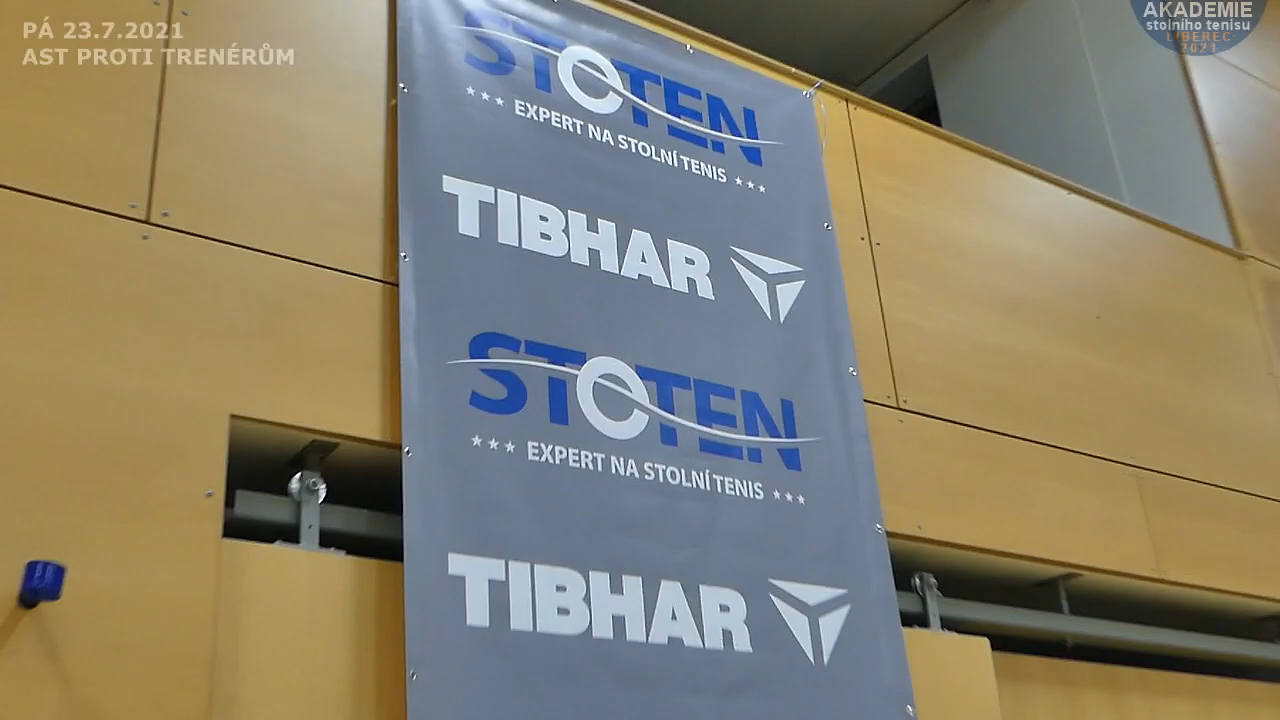 PÁ 23.7.2021
AST PROTI TRENÉRŮM
AKADEMIE
stolního tenisu
LIBEREC
2021
STOTEN
*** EXPERT NA STOLNÍ TENIS ***
TIBHAR
STOTEN
*** EXPERT NA STOLNÍ TENIS ***
TIBHAR